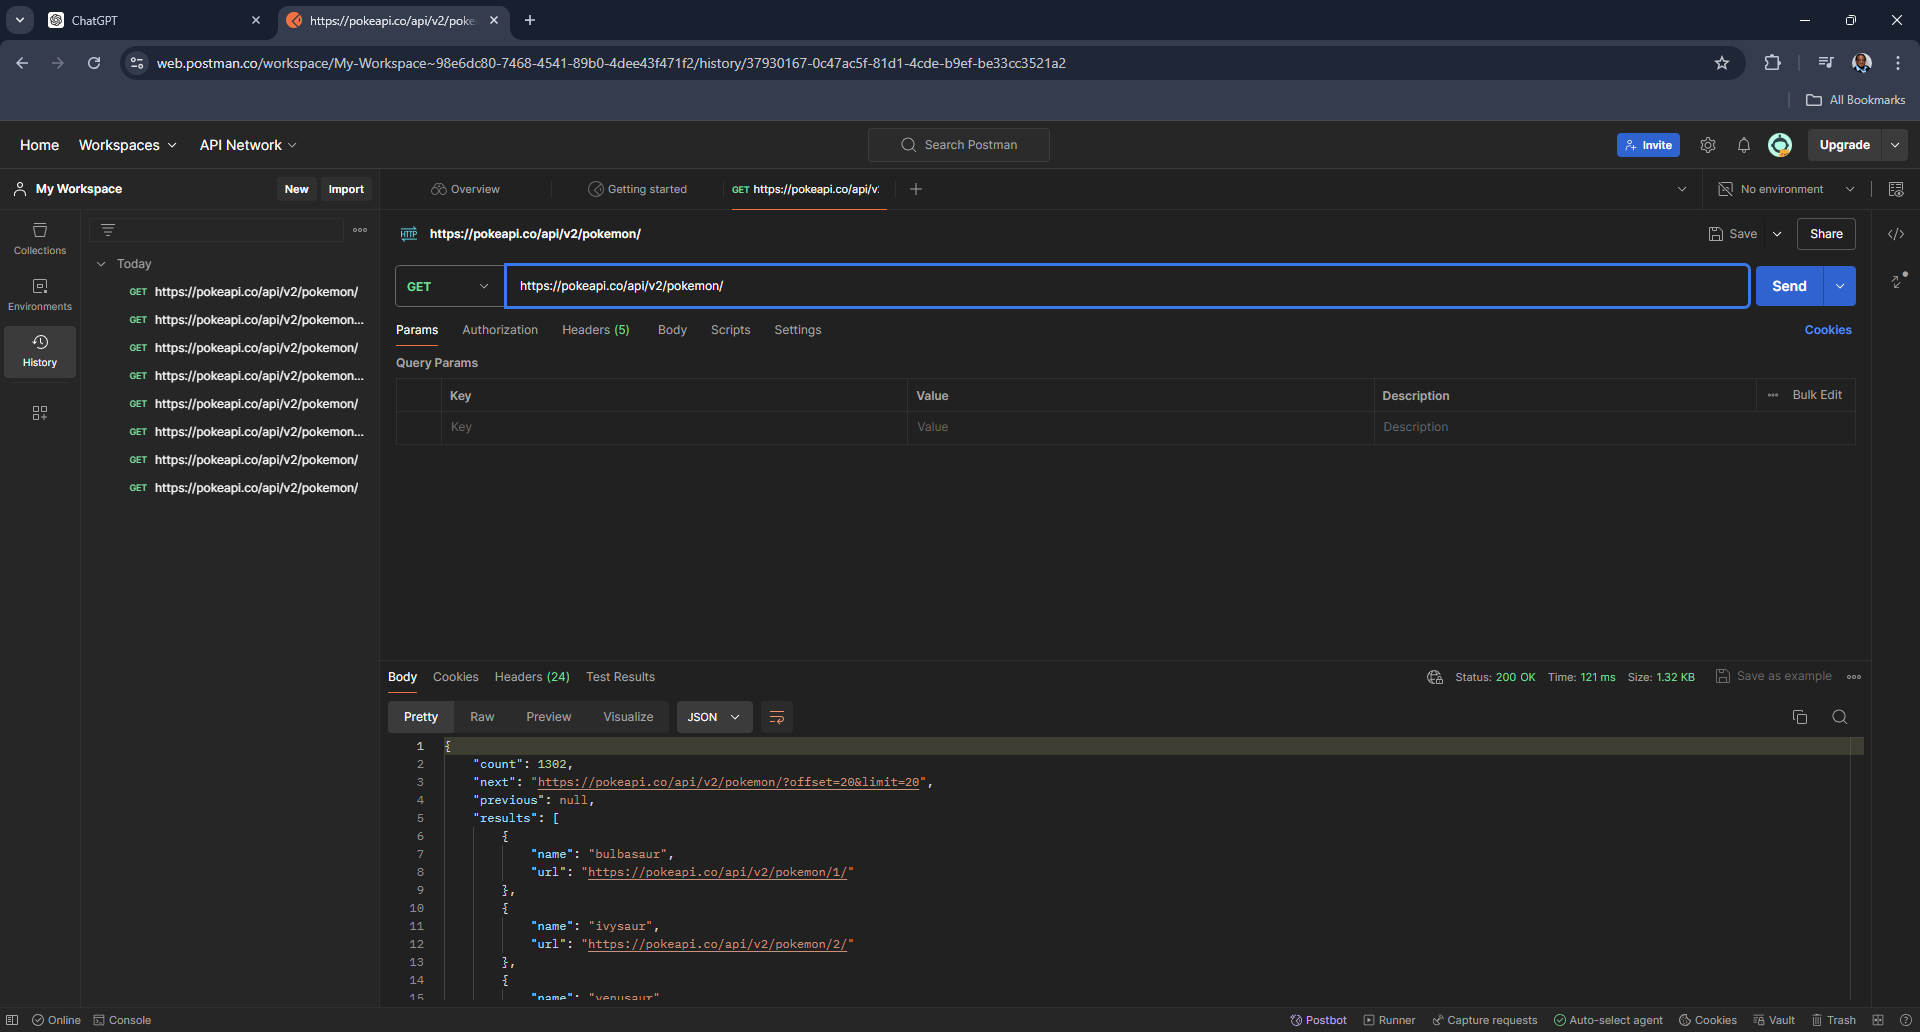 ChatGPT
https://pokeapi.co/api/v2/poke
web.postman.co/workspace/My-Workspace~98e6dc80-7468-4541-89b0-4dee43f471f2/history/37930167-0c47ac5f-81d1-4cde-b9ef-be33cc3521a2
All Bookmarks
Home Workspaces API Network Search Postman Invite Upgrade
My Workspace New Import Overview Getting started GET https://pokeapi.co/api/v: No environment
Collections
Environments
History
Today
GET https://pokeapi.co/api/v2/pokemon/
GET https://pokeapi.co/api/v2/pokemon...
GET https://pokeapi.co/api/v2/pokemon/
GET https://pokeapi.co/api/v2/pokemon...
GET https://pokeapi.co/api/v2/pokemon/
GET https://pokeapi.co/api/v2/pokemon...
GET https://pokeapi.co/api/v2/pokemon/
GET https://pokeapi.co/api/v2/pokemon/
HTTP https://pokeapi.co/api/v2/pokemon/ Save Share
GET https://pokeapi.co/api/v2/pokemon/ Send
Params Authorization Headers (5) Body Scripts Settings Cookies
Query Params
Key Value Description Bulk Edit
Key Value Description
Body Cookies Headers (24) Test Results Status: 200 OK Time: 121 ms Size: 1.32 KB Save as example
Pretty Raw Preview Visualize JSON
1 {
2 "count": 1302,
3 "next": "https://pokeapi.co/api/v2/pokemon/?offset=20&limit=20",
4 "previous": null,
5 "results": [
6 {
7 "name": "bulbasaur",
8 "url": "https://pokeapi.co/api/v2/pokemon/1/"
9 },
10 {
11 "name": "ivysaur",
12 "url": "https://pokeapi.co/api/v2/pokemon/2/"
13 },
14 {
15 "name": "venusaur"
Online Console Postbot Runner Capture requests Auto-select agent Cookies Vault Trash